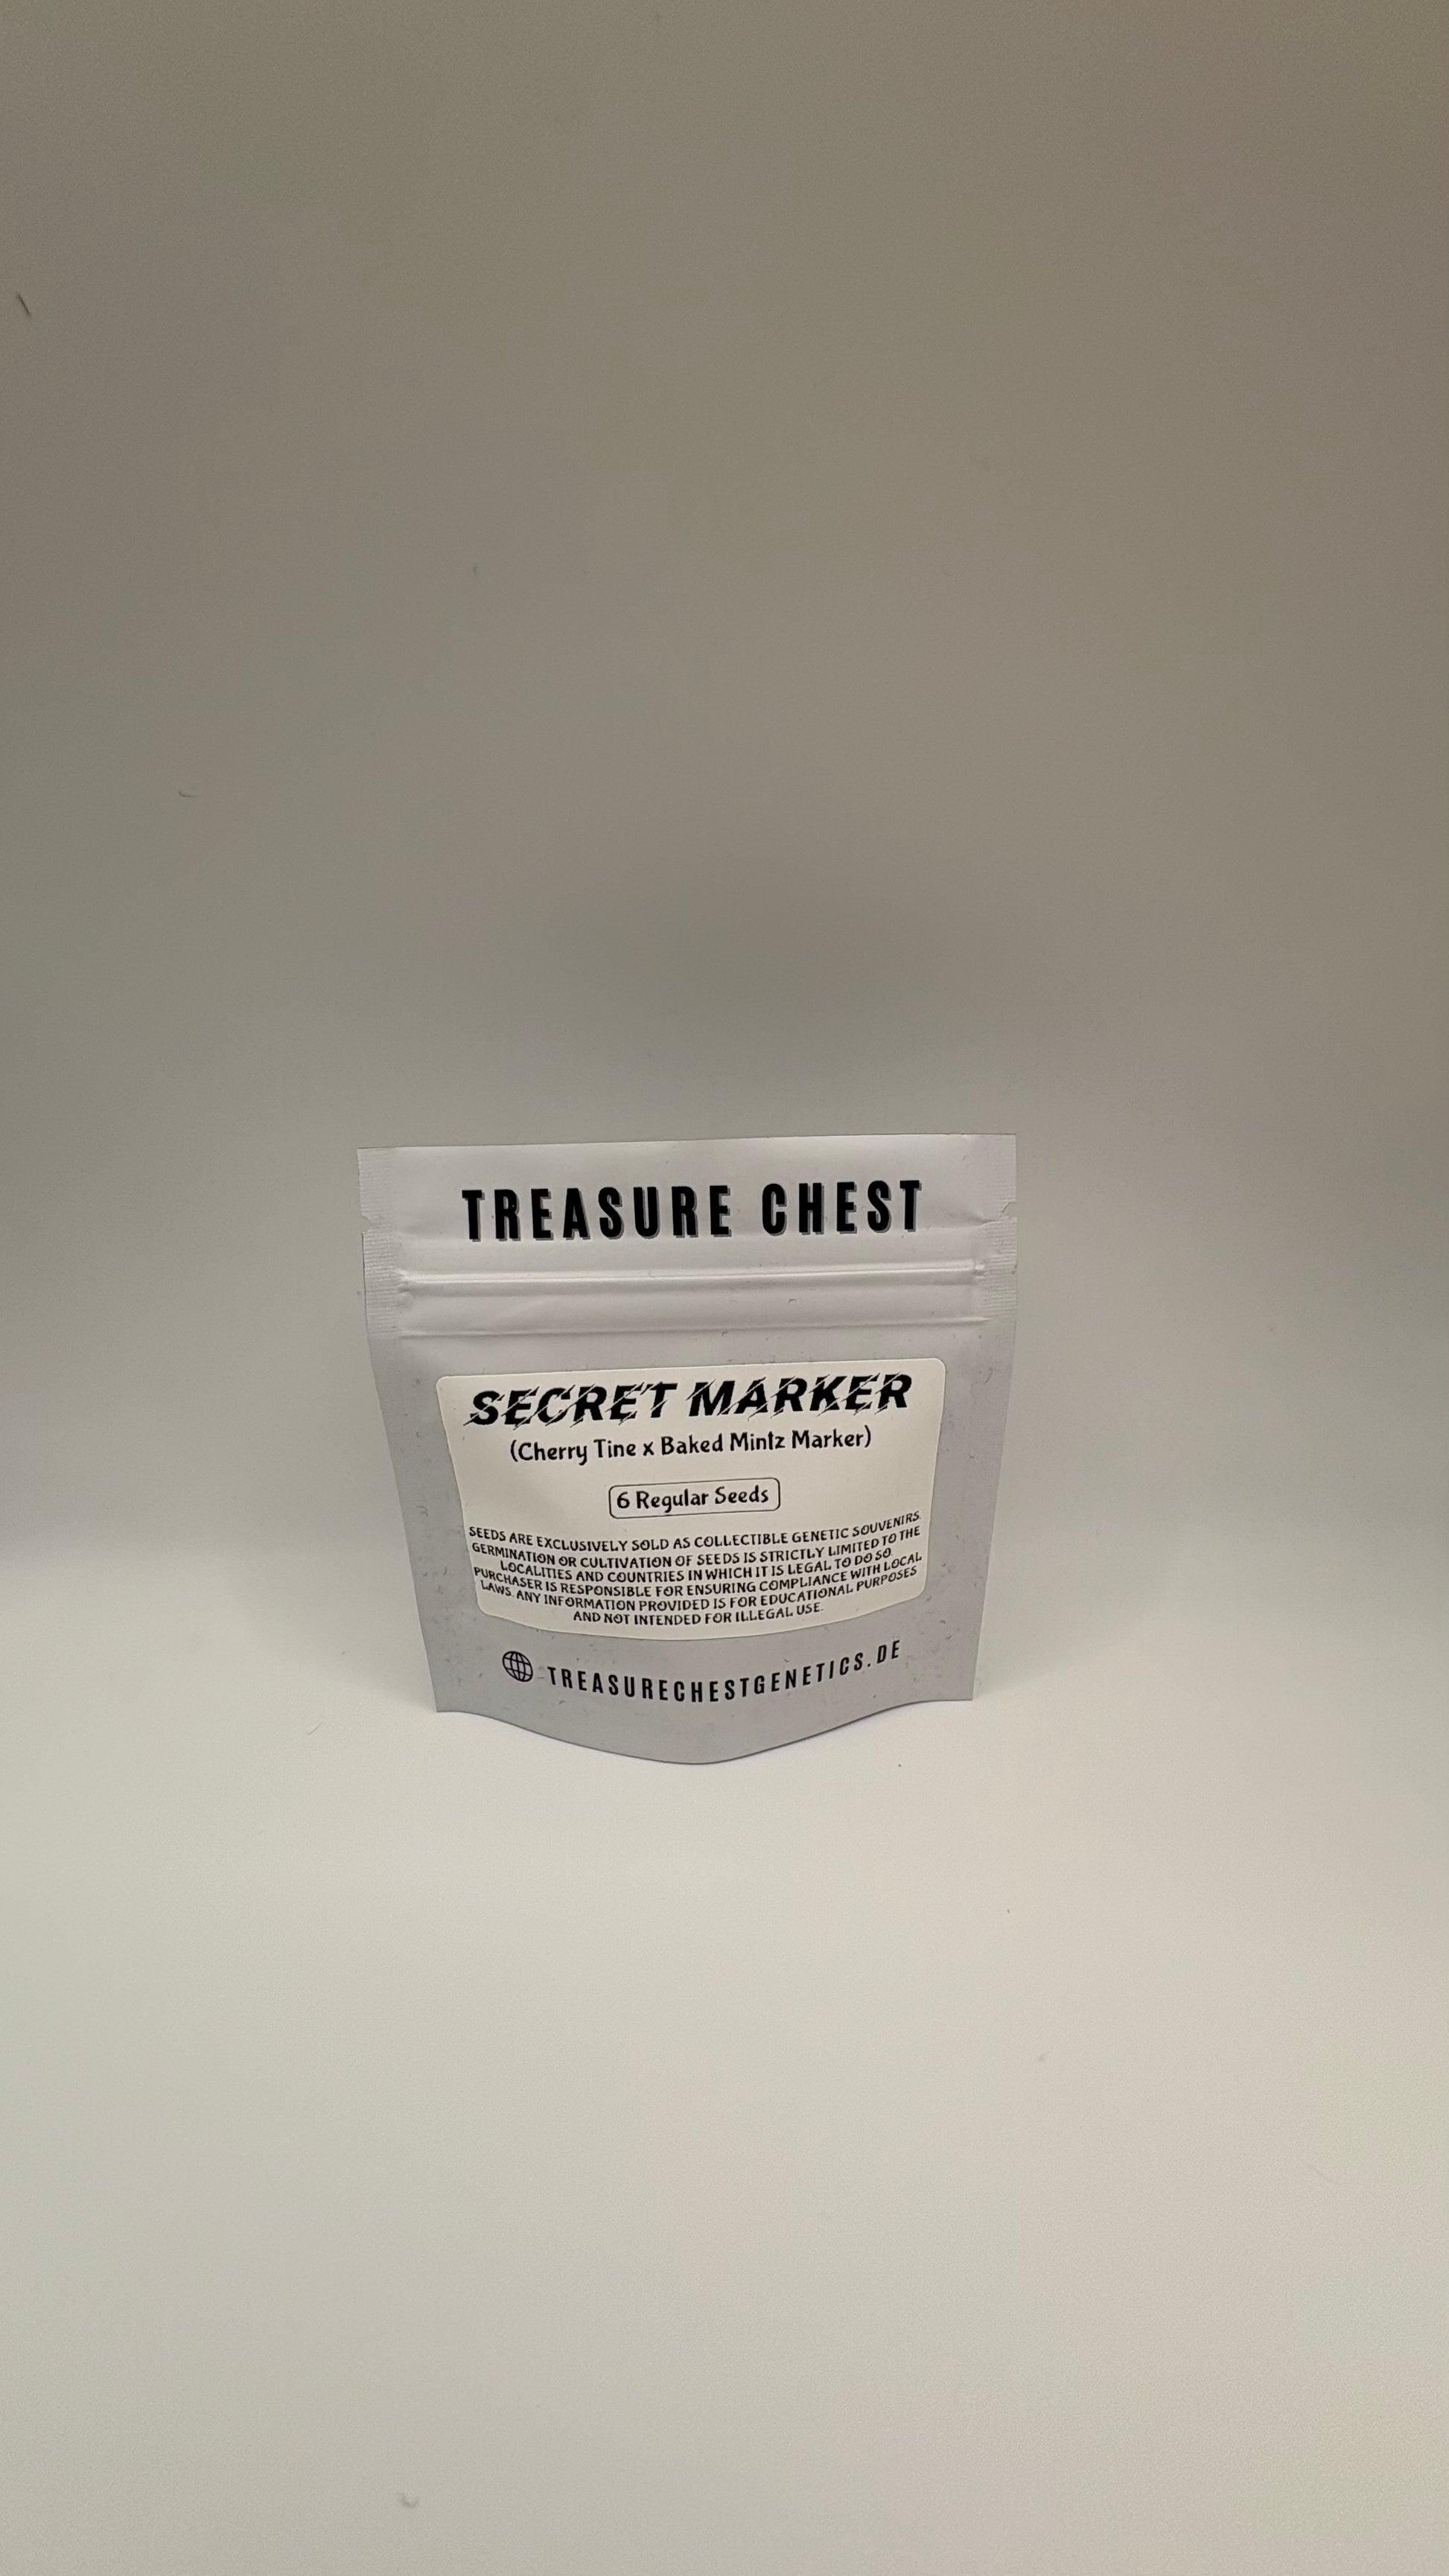 TREASURE CHEST
SECRET MARKER
(Cherry Tine x Baked Mintz Marker)
6 Regular Seeds
SEEDS ARE EXCLUSIVELY SOLD AS COLLECTIBLE GENETIC SOUVENIRS.
GERMINATION OR CULTIVATION OF SEEDS IS STRICTLY LIMITED TO THE
LOCALITIES AND COUNTRIES IN WHICH IT IS LEGAL TO DO SO.
PURCHASER IS RESPONSIBLE FOR ENSURING COMPLIANCE WITH LOCAL
LAWS. ANY INFORMATION PROVIDED IS FOR EDUCATIONAL PURPOSES
AND NOT INTENDED FOR ILLEGAL USE.
TREASURECHESTGENETICS.DE